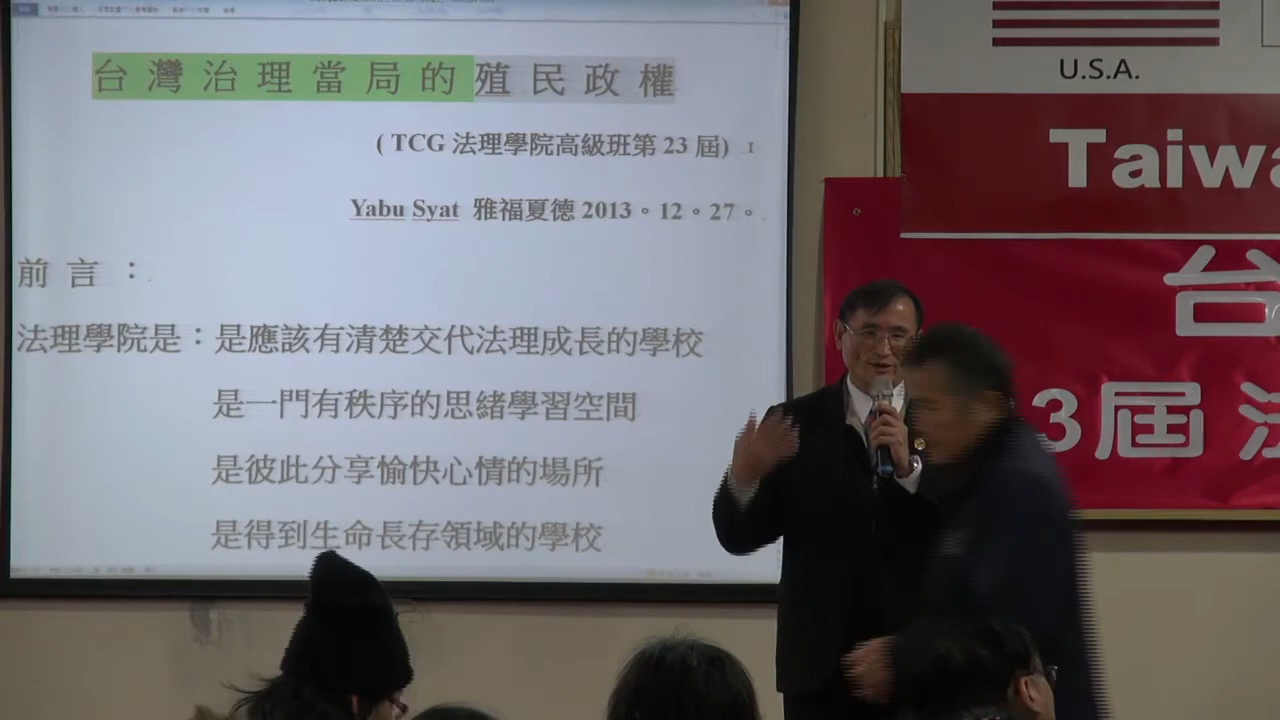 台灣治理當局的殖民政權
( TCG 法理學院高級班第 23 屆)
Yabu Syat 雅福夏德 2013。12。27。
前 言 ：
法理學院是：是應該有清楚交代法理成長的學校
是一門有秩序的思緒學習空間
是彼此分享愉快心情的場所
是得到生命長存領域的學校
U.S.A.
Taiwa
台
3屆 法